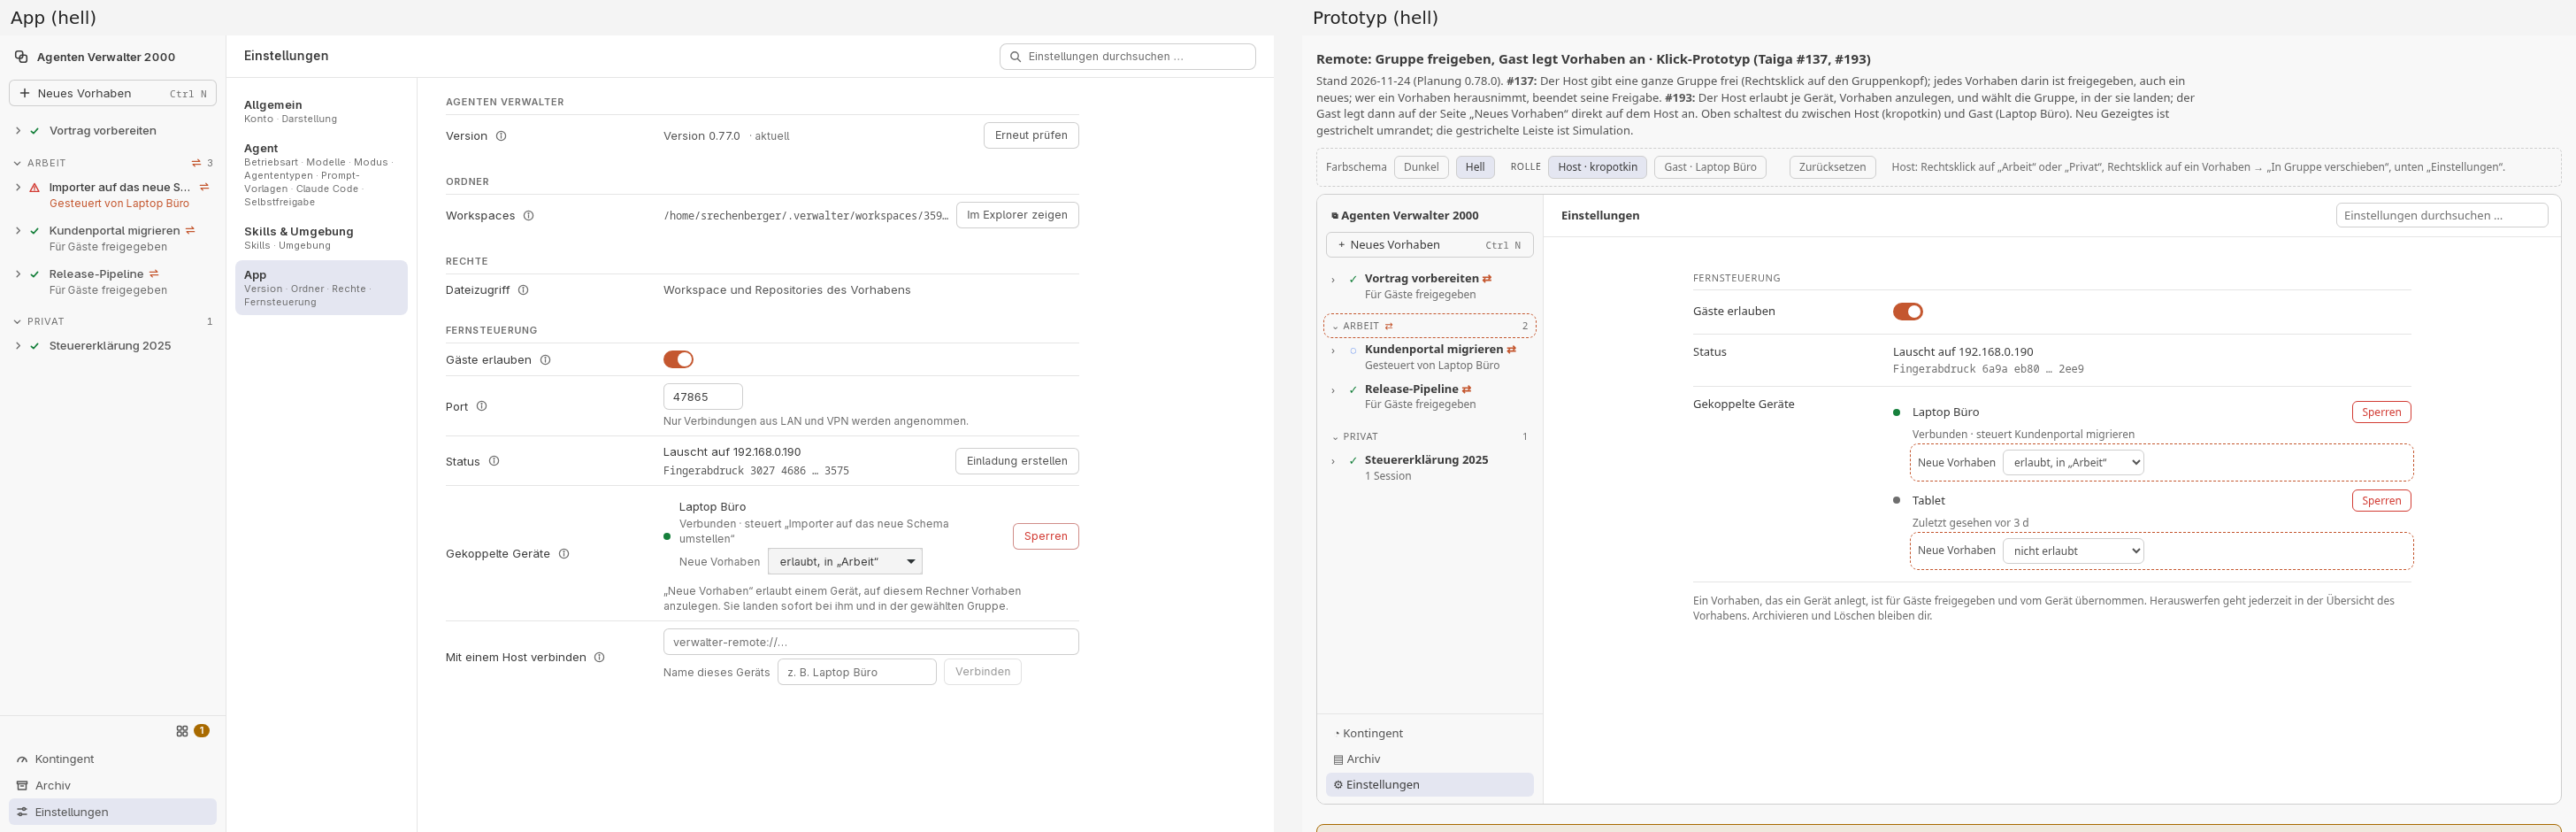 App (hell)
Agenten Verwalter 2000
Neues Vorhaben Ctrl N
Vortrag vorbereiten
ARBEIT 3
Importer auf das neue S…
Gesteuert von Laptop Büro
Kundenportal migrieren
Für Gäste freigegeben
Release-Pipeline
Für Gäste freigegeben
PRIVAT 1
Steuererklärung 2025
1
Kontingent
Archiv
Einstellungen
Einstellungen
Einstellungen durchsuchen …
Allgemein
Konto · Darstellung
Agent
Betriebsart · Modelle · Modus ·
Agententypen · Prompt-
Vorlagen · Claude Code ·
Selbstfreigabe
Skills & Umgebung
Skills · Umgebung
App
Version · Ordner · Rechte ·
Fernsteuerung
AGENTEN VERWALTER
Version Version 0.77.0 · aktuell Erneut prüfen
ORDNER
Workspaces /home/srechenberger/.verwalter/workspaces/359… Im Explorer zeigen
RECHTE
Dateizugriff Workspace und Repositories des Vorhabens
FERNSTEUERUNG
Gäste erlauben
Port 47865
Nur Verbindungen aus LAN und VPN werden angenommen.
Status Lauscht auf 192.168.0.190 Einladung erstellen
Fingerabdruck 3027 4686 … 3575
Gekoppelte Geräte
Laptop Büro
Verbunden · steuert „Importer auf das neue Schema
umstellen“
Sperren
Neue Vorhaben erlaubt, in „Arbeit“
„Neue Vorhaben“ erlaubt einem Gerät, auf diesem Rechner Vorhaben
anzulegen. Sie landen sofort bei ihm und in der gewählten Gruppe.
Mit einem Host verbinden verwalter-remote://…
Name dieses Geräts z. B. Laptop Büro Verbinden
Prototyp (hell)
Remote: Gruppe freigeben, Gast legt Vorhaben an · Klick-Prototyp (Taiga #137, #193)
Stand 2026-11-24 (Planung 0.78.0). #137: Der Host gibt eine ganze Gruppe frei (Rechtsklick auf den Gruppenkopf); jedes Vorhaben darin ist freigegeben, auch ein
neues; wer ein Vorhaben herausnimmt, beendet seine Freigabe. #193: Der Host erlaubt je Gerät, Vorhaben anzulegen, und wählt die Gruppe, in der sie landen; der
Gast legt dann auf der Seite „Neues Vorhaben“ direkt auf dem Host an. Oben schaltest du zwischen Host (kropotkin) und Gast (Laptop Büro). Neu Gezeigtes ist
gestrichelt umrandet; die gestrichelte Leiste ist Simulation.
Farbschema Dunkel Hell ROLLE Host · kropotkin Gast · Laptop Büro Zurücksetzen Host: Rechtsklick auf „Arbeit“ oder „Privat“, Rechtsklick auf ein Vorhaben → „In Gruppe verschieben“, unten „Einstellungen“.
Agenten Verwalter 2000
+ Neues Vorhaben Ctrl N
Vortrag vorbereiten
Für Gäste freigegeben
ARBEIT 2
Kundenportal migrieren
Gesteuert von Laptop Büro
Release-Pipeline
Für Gäste freigegeben
PRIVAT 1
Steuererklärung 2025
1 Session
Kontingent
Archiv
Einstellungen
Einstellungen
Einstellungen durchsuchen …
FERNSTEUERUNG
Gäste erlauben
Status Lauscht auf 192.168.0.190
Fingerabdruck 6a9a eb80 … 2ee9
Gekoppelte Geräte
Laptop Büro Sperren
Verbunden · steuert Kundenportal migrieren
Neue Vorhaben erlaubt, in „Arbeit“
Tablet Sperren
Zuletzt gesehen vor 3 d
Neue Vorhaben nicht erlaubt
Ein Vorhaben, das ein Gerät anlegt, ist für Gäste freigegeben und vom Gerät übernommen. Herauswerfen geht jederzeit in der Übersicht des
Vorhabens. Archivieren und Löschen bleiben dir.